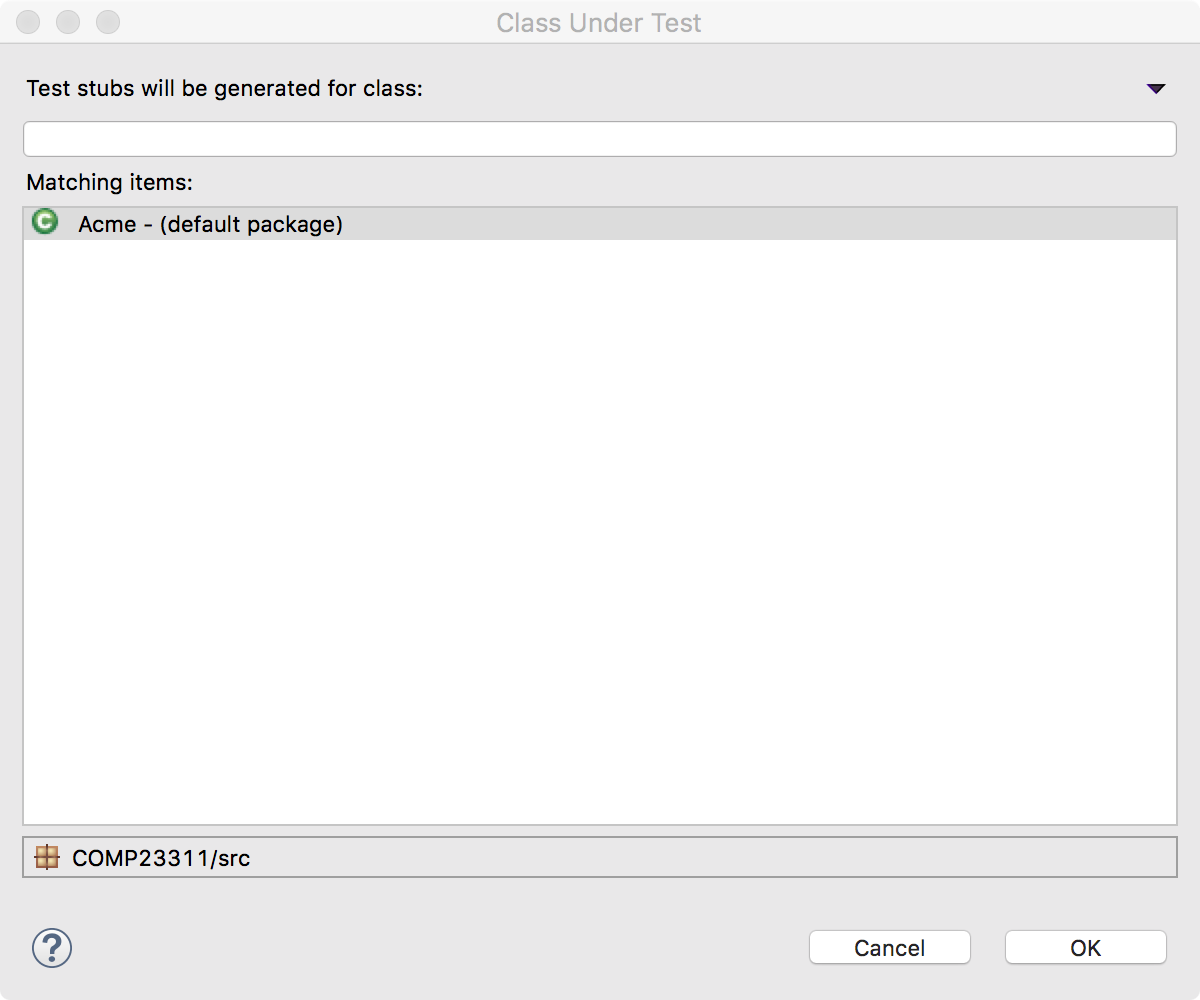 Class Under Test
Test stubs will be generated for class:
Matching items:
C Acme - (default package)
COMP23311/src
?
Cancel
OK